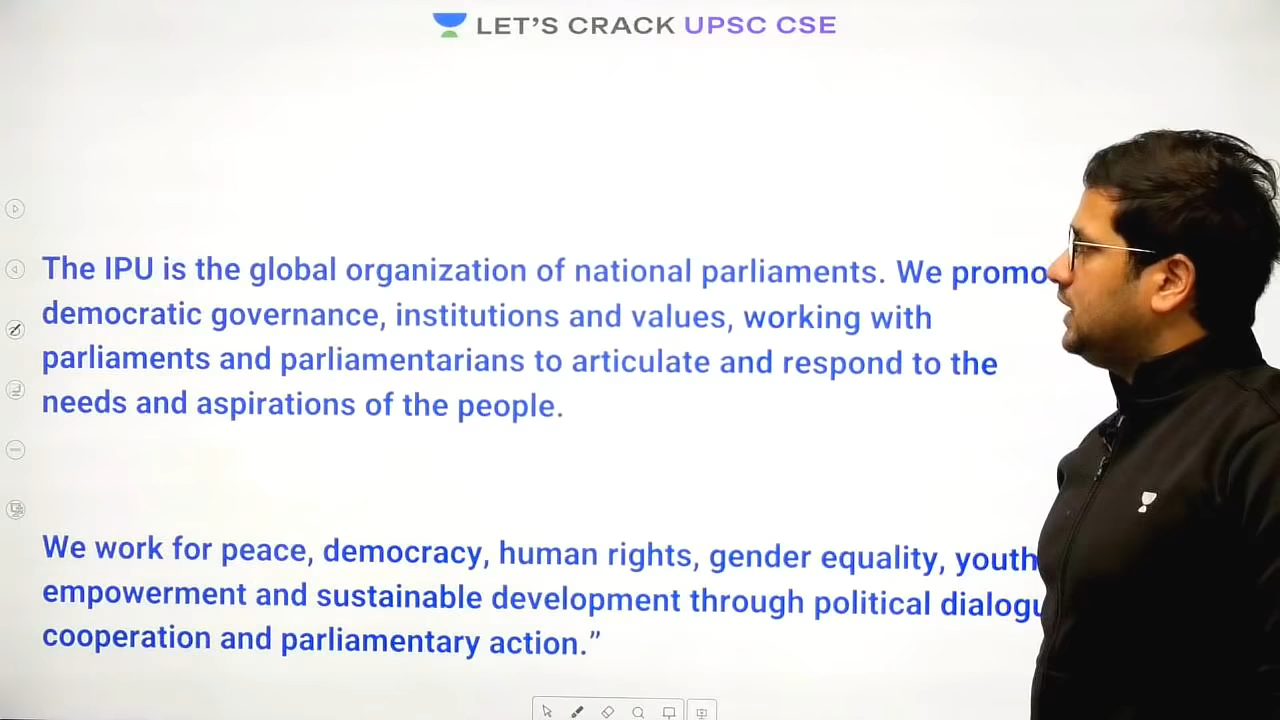 LET'S CRACK UPSC CSE
The IPU is the global organization of national parliaments. We promo
democratic governance, institutions and values, working with
parliaments and parliamentarians to articulate and respond to the
needs and aspirations of the people.
We work for peace, democracy, human rights, gender equality, youth
empowerment and sustainable development through political dialogu
cooperation and parliamentary action.”